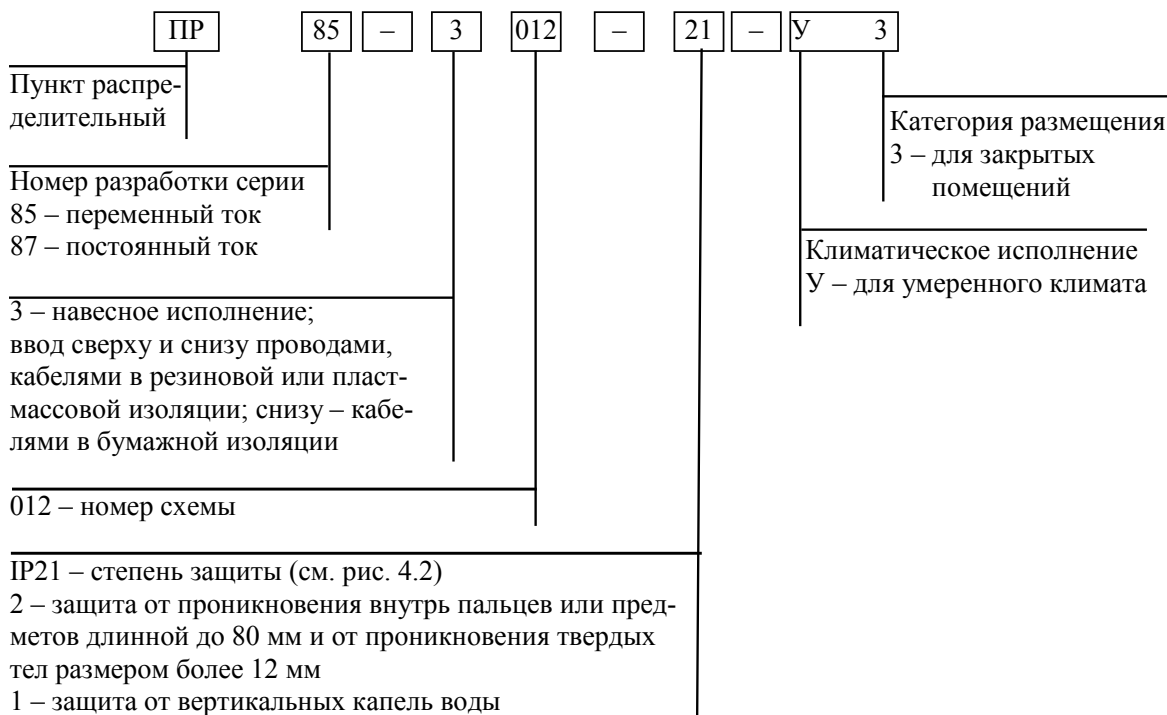 ПР 85 – 3 012 – 21 – У 3
Пункт распре-
делительный
Категория размещения
3 – для закрытых
помещений
Номер разработки серии
85 – переменный ток
87 – постоянный ток
Климатическое исполнение
У – для умеренного климата
3 – навесное исполнение;
ввод сверху и снизу проводами,
кабелями в резиновой или пласт-
массовой изоляции; снизу – кабе-
лями в бумажной изоляции
012 – номер схемы
IP21 – степень защиты (см. рис. 4.2)
2 – защита от проникновения внутрь пальцев или пред-
метов длинной до 80 мм и от проникновения твердых
тел размером более 12 мм
1 – защита от вертикальных капель воды